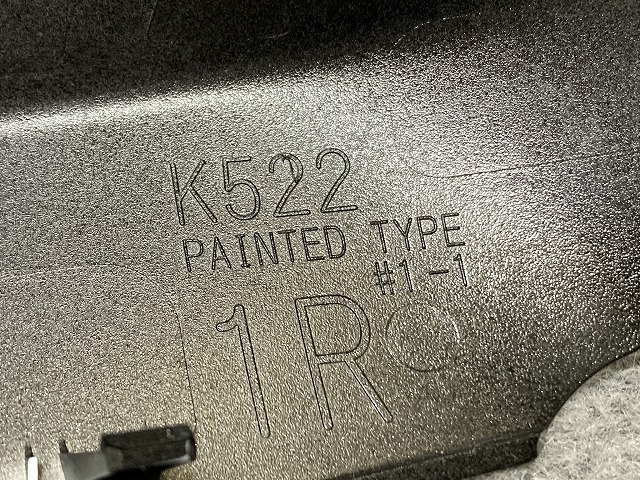 K522
PAINTED TYPE
#1-1
1R